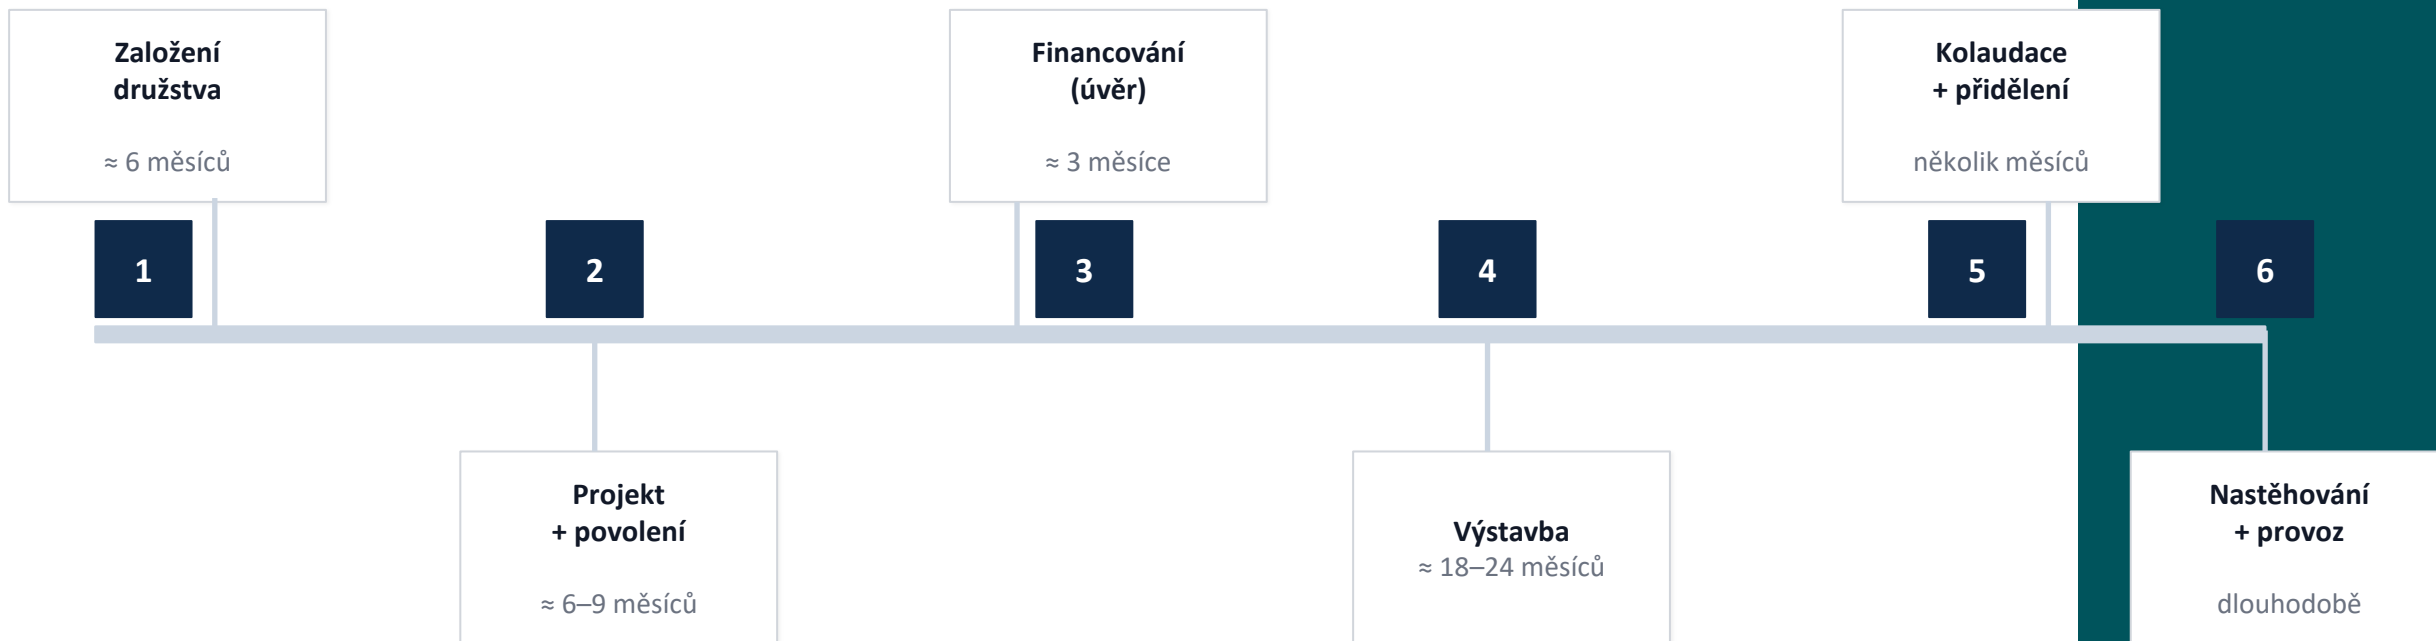 Založení
družstva
≈ 6 měsíců
Financování
(úvěr)
≈ 3 měsíce
Kolaudace
+ přidělení
několik měsíců
1
2
3
4
5
6
Projekt
+ povolení
≈ 6–9 měsíců
Výstavba
≈ 18–24 měsíců
Nastěhování
+ provoz
dlouhodobě